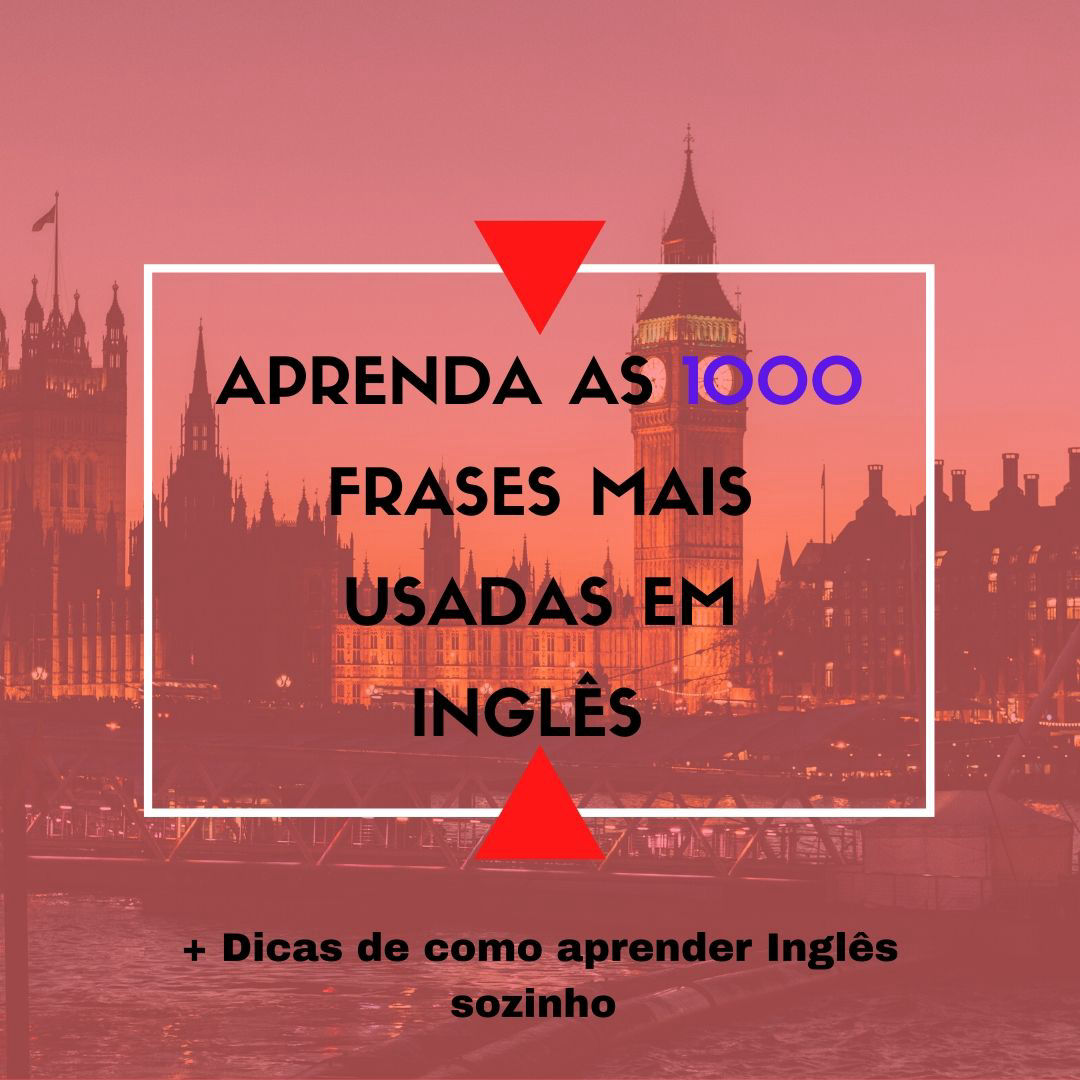 APRENDA AS 1000
FRASES MAIS
USADAS EM
INGLÊS
+ Dicas de como aprender Inglês
sozinho